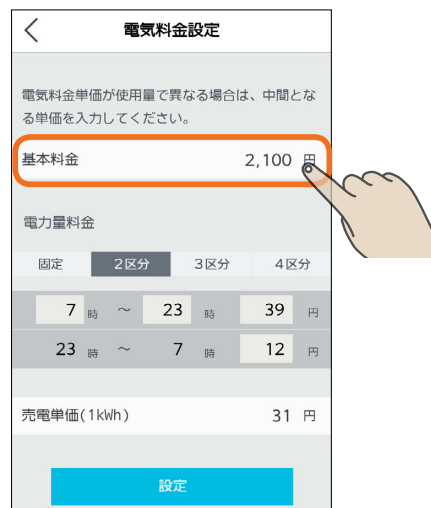 電気料金設定
電気料金単価が使用量で異なる場合は、中間とな
る単価を入力してください。
基本料金 2,100 円
電力量料金
固定 2区分 3区分 4区分
7 時 ～ 23 時 39 円
23 時 ～ 7 時 12 円
売電単価(1kWh) 31 円
設定